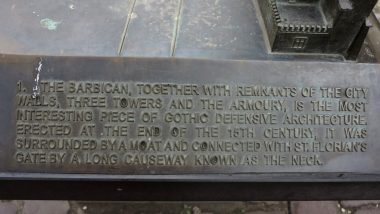 1. THE BARBICAN, TOGETHER WITH REMNANTS OF THE CITY
WALLS, THREE TOWERS AND THE ARMOURY, IS THE MOST
INTERESTING PIECE OF GOTHIC DEFENSIVE ARCHITECTURE.
ERECTED AT THE END OF THE 15TH CENTURY, IT WAS
SURROUNDED BY A MOAT AND CONNECTED WITH ST. FLORIAN'S
GATE BY A LONG CAUSEWAY KNOWN AS THE NECK.